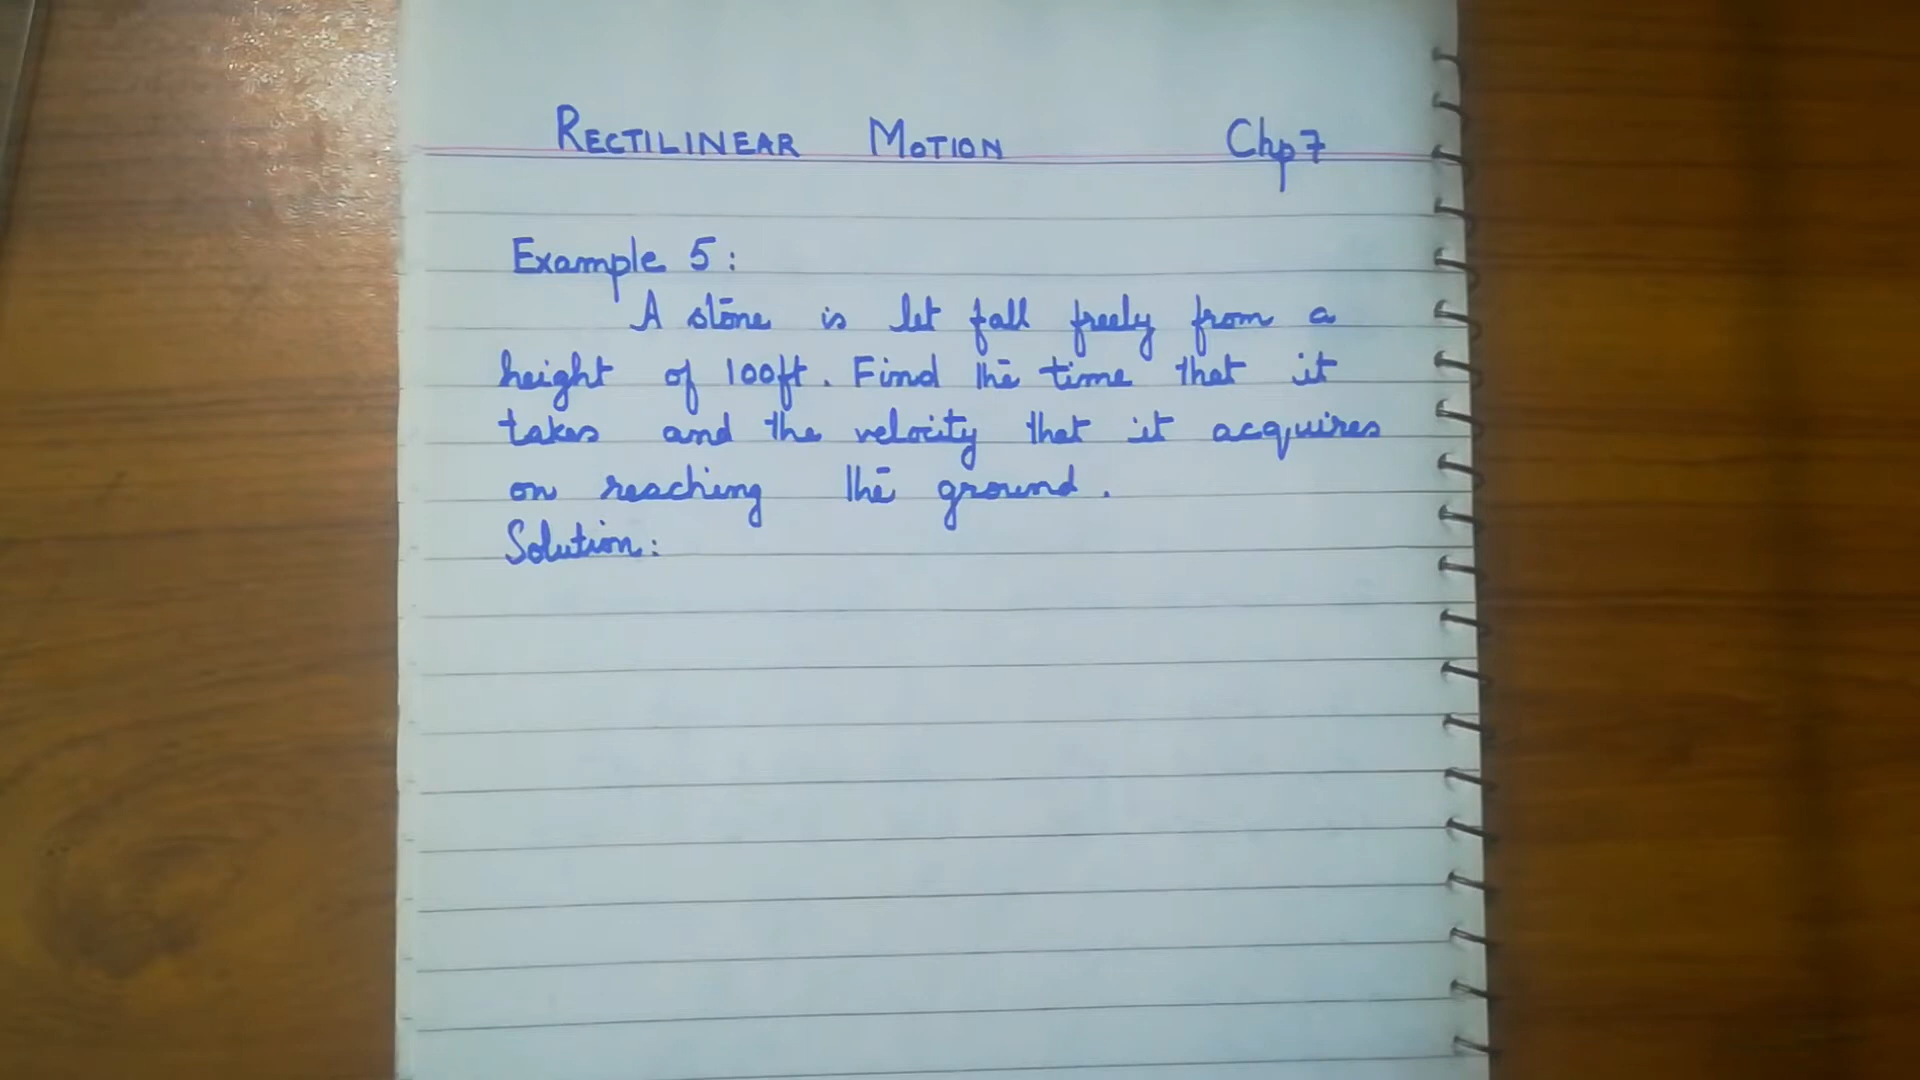 RECTILINEAR MOTION Chp 7
Example 5:
A stone is let fall freely from a
height of 100ft. Find the time that it
takes and the velocity that it acquires
on reaching the ground.
Solution: